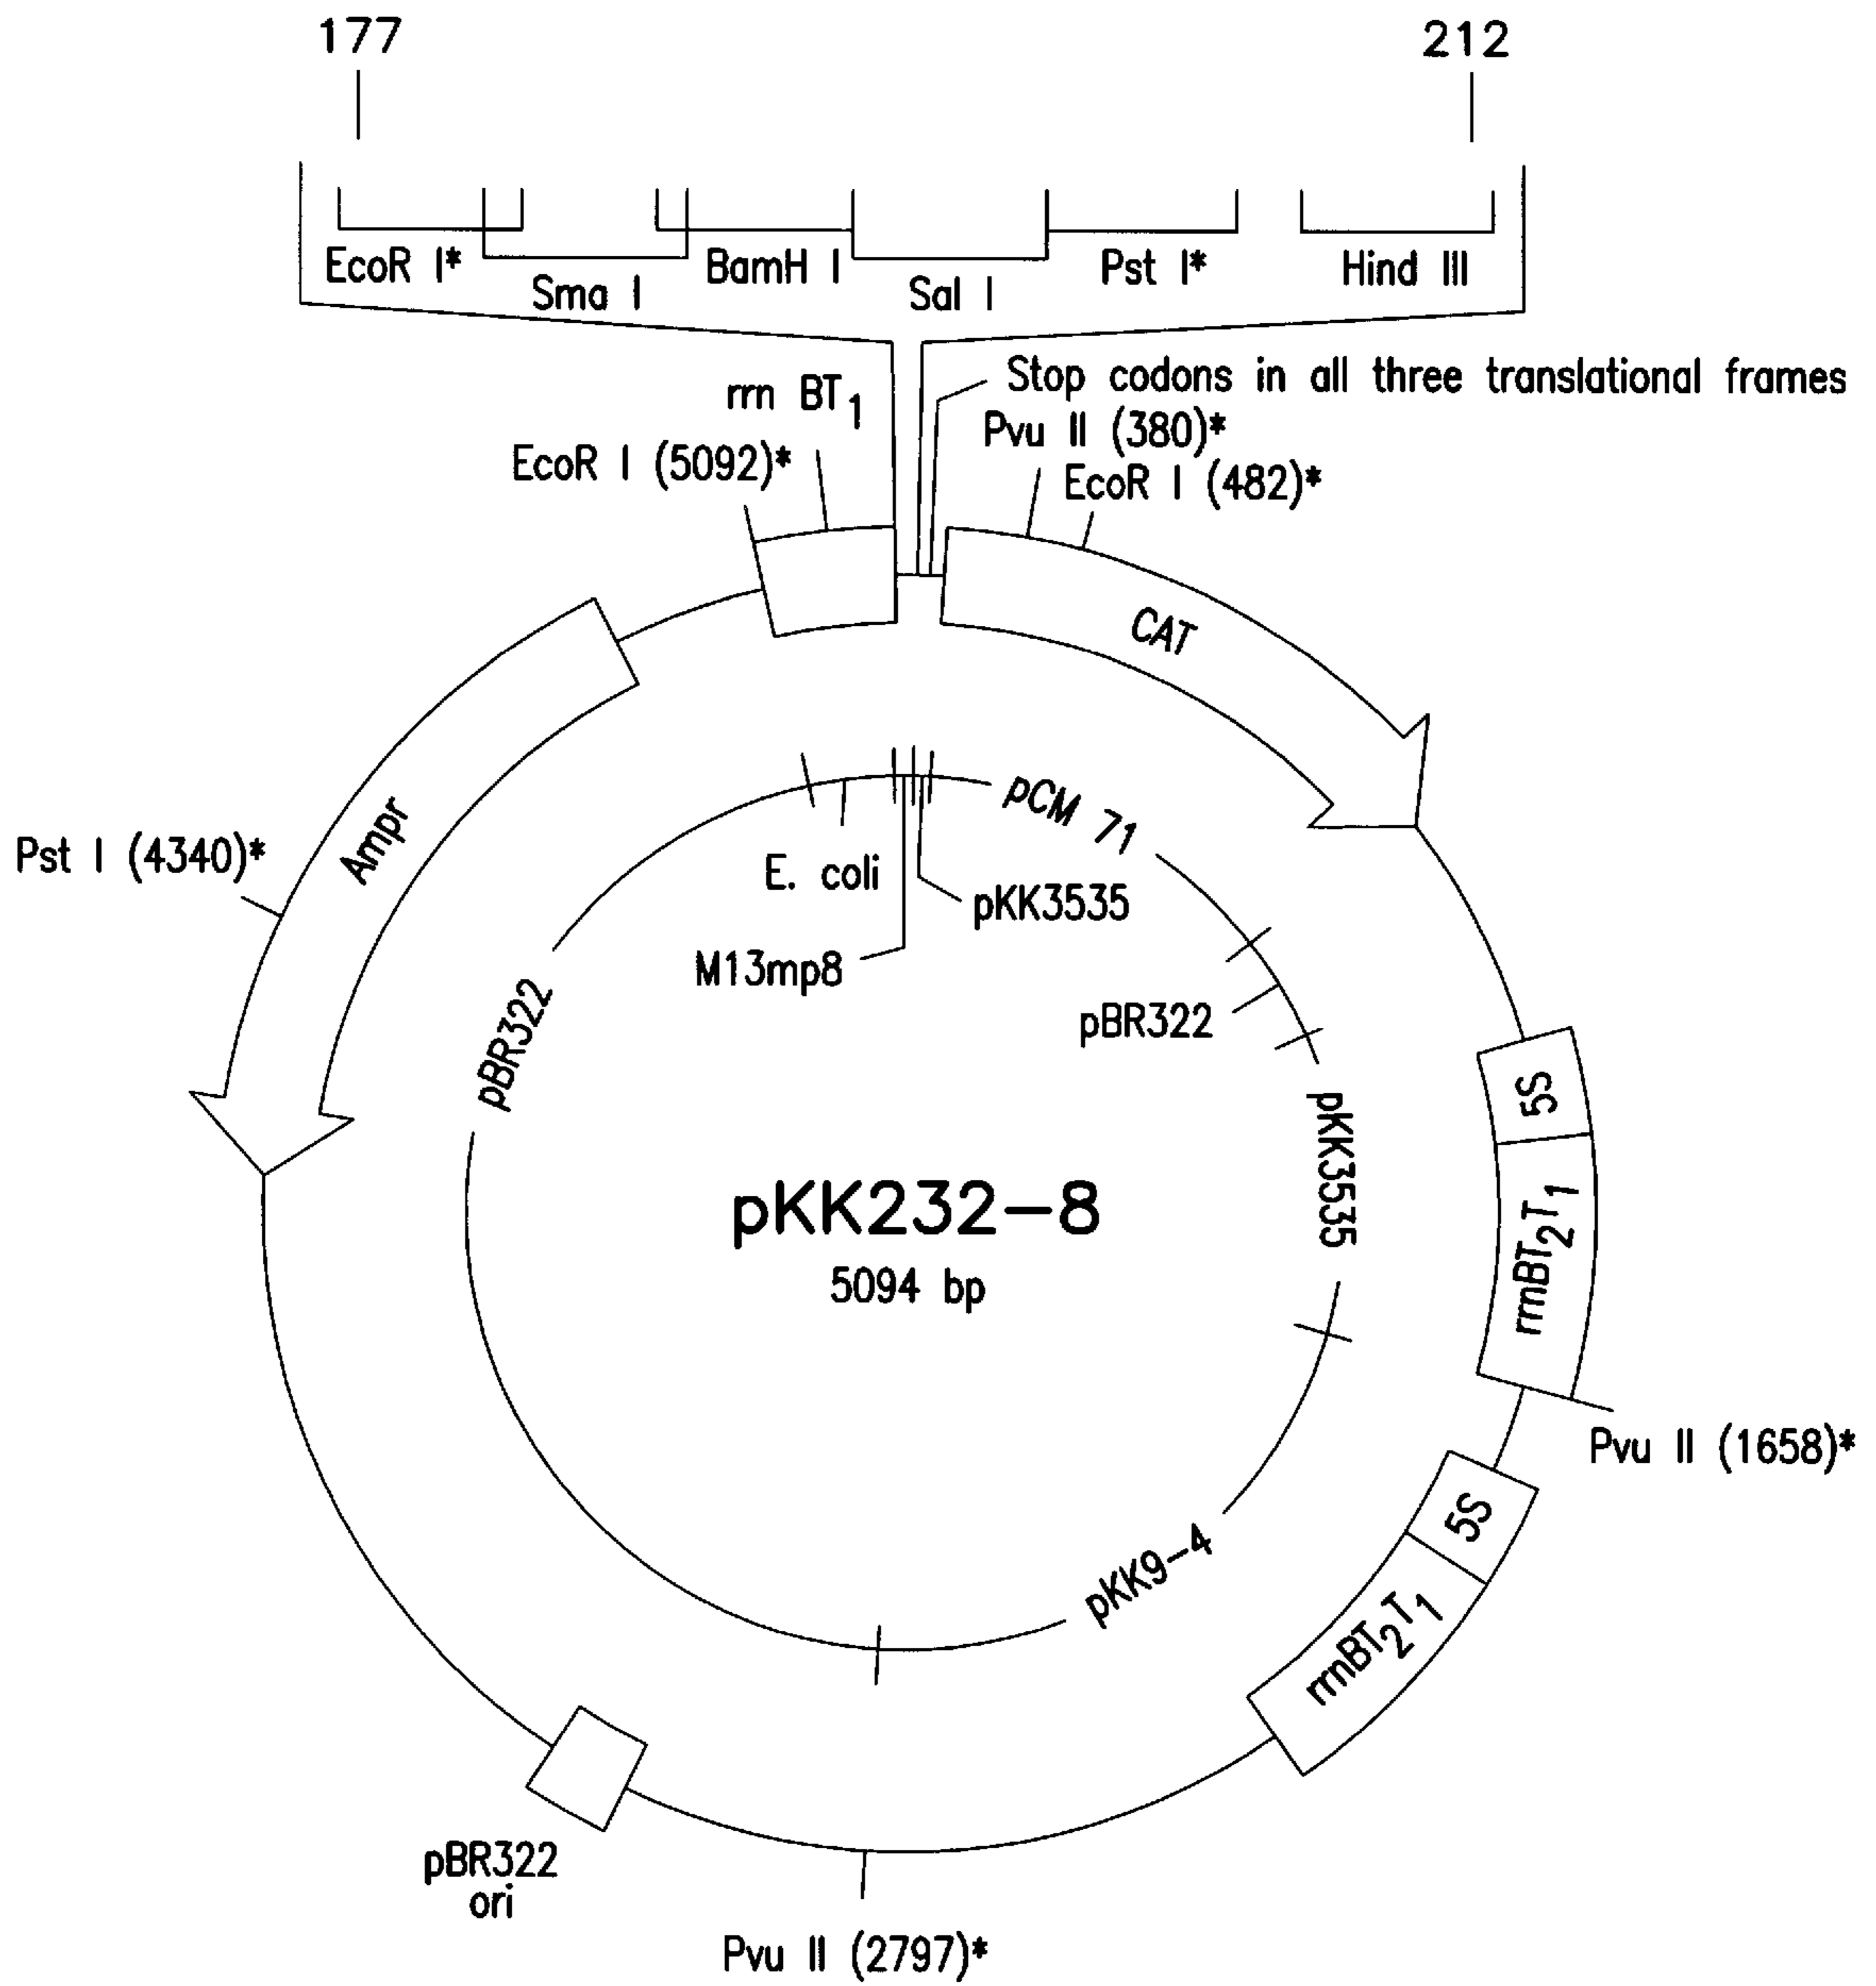 177
212
EcoR I*
Sma I
BamH I
Sal I
Pst I*
Hind III
rrn BT1
Stop codons in all three translational frames
EcoR I (5092)*
Pvu II (380)*
EcoR I (482)*
CAT
Ampr
Pst I (4340)*
pCM 71
E. coli
pKK3535
M13mp8
pBR322
pBR322
pKK3535
5S
rrnBT2T1
pKK232-8
5094 bp
Pvu II (1658)*
5S
rrnBT2T1
pKK9-4
pBR322
ori
Pvu II (2797)*